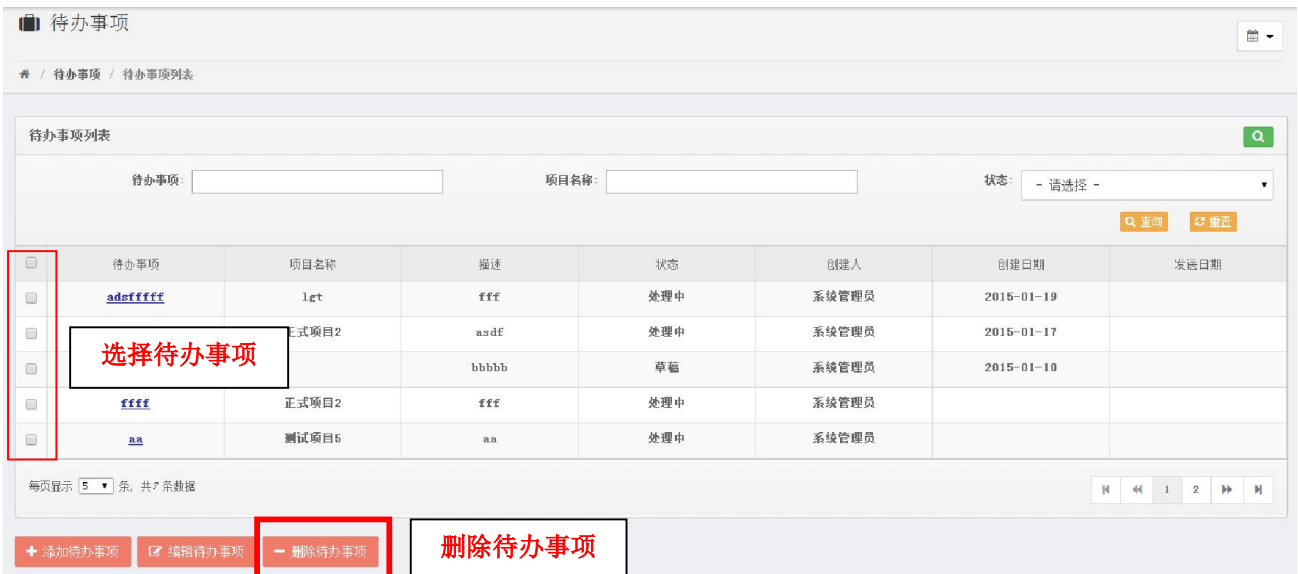 待办事项
/ 待办事项 / 待办事项列表
待办事项列表
待办事项: 项目名称: 状态: - 请选择 -
查询 重置
待办事项 项目名称 描述 状态 创建人 创建日期 发送日期
adsfffff lgt fff 处理中 系统管理员 2015-01-19
正式项目2 asdf 处理中 系统管理员 2015-01-17
选择待办事项
bbbbb 草稿 系统管理员 2015-01-10
ffff 正式项目2 fff 处理中 系统管理员
aa 测试项目5 aa 处理中 系统管理员
每页显示 5 条, 共7条数据 1 2
添加待办事项 编辑待办事项 删除待办事项 删除待办事项